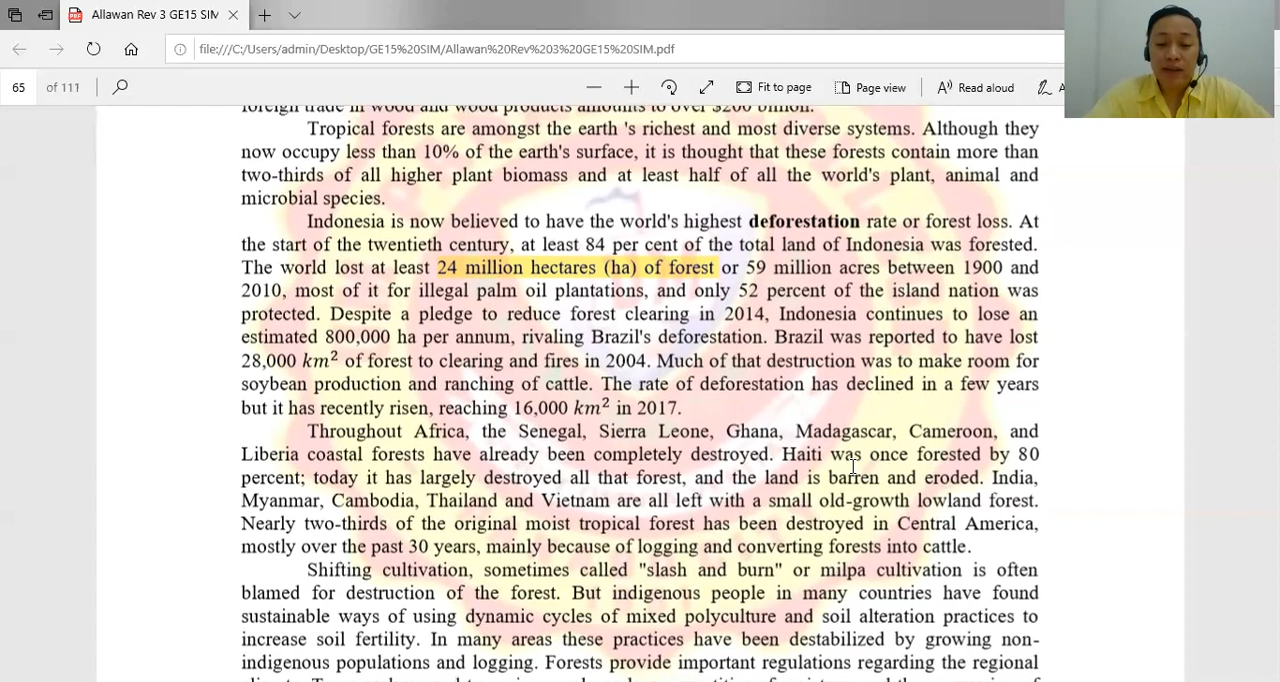 Allawan Rev 3 GE15 SIM
file:///C:/Users/admin/Desktop/GE15%20SIM/Allawan%20Rev%203%20GE15%20SIM.pdf
65 of 111
Fit to page
Page view
Read aloud
foreign trade in wood and wood products amounts to over $200 billion.
Tropical forests are amongst the earth 's richest and most diverse systems. Although they
now occupy less than 10% of the earth's surface, it is thought that these forests contain more than
two-thirds of all higher plant biomass and at least half of all the world's plant, animal and
microbial species.
Indonesia is now believed to have the world's highest deforestation rate or forest loss. At
the start of the twentieth century, at least 84 per cent of the total land of Indonesia was forested.
The world lost at least 24 million hectares (ha) of forest or 59 million acres between 1900 and
2010, most of it for illegal palm oil plantations, and only 52 percent of the island nation was
protected. Despite a pledge to reduce forest clearing in 2014, Indonesia continues to lose an
estimated 800,000 ha per annum, rivaling Brazil's deforestation. Brazil was reported to have lost
28,000 km² of forest to clearing and fires in 2004. Much of that destruction was to make room for
soybean production and ranching of cattle. The rate of deforestation has declined in a few years
but it has recently risen, reaching 16,000 km² in 2017.
Throughout Africa, the Senegal, Sierra Leone, Ghana, Madagascar, Cameroon, and
Liberia coastal forests have already been completely destroyed. Haiti was once forested by 80
percent; today it has largely destroyed all that forest, and the land is barren and eroded. India,
Myanmar, Cambodia, Thailand and Vietnam are all left with a small old-growth lowland forest.
Nearly two-thirds of the original moist tropical forest has been destroyed in Central America,
mostly over the past 30 years, mainly because of logging and converting forests into cattle.
Shifting cultivation, sometimes called "slash and burn" or milpa cultivation is often
blamed for destruction of the forest. But indigenous people in many countries have found
sustainable ways of using dynamic cycles of mixed polyculture and soil alteration practices to
increase soil fertility. In many areas these practices have been destabilized by growing non-
indigenous populations and logging. Forests provide important regulations regarding the regional